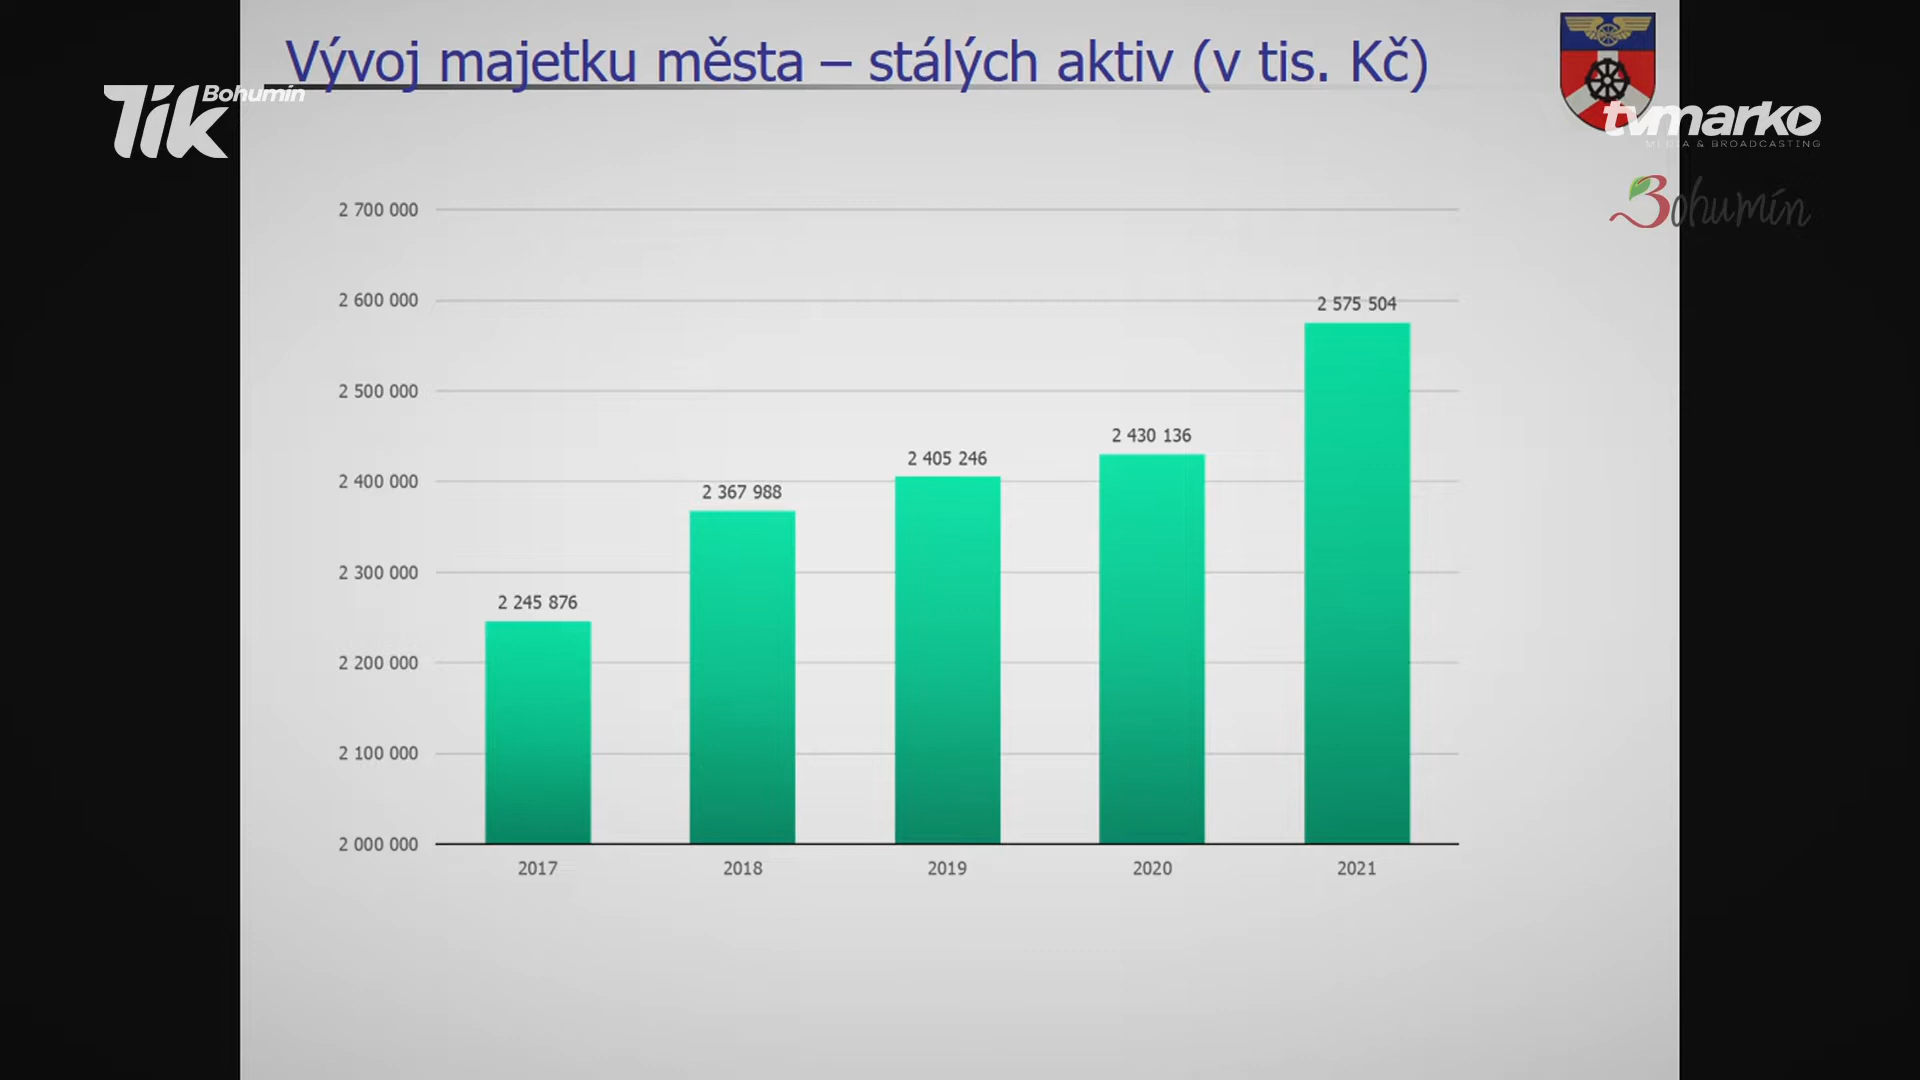 Vývoj majetku města – stálých aktiv (v tis. Kč)
Tik Bohumín
tvmarko
MEDIA & BROADCASTING
Bohumín
2 700 000
2 600 000
2 500 000
2 400 000
2 300 000
2 200 000
2 100 000
2 000 000
2 245 876
2 367 988
2 405 246
2 430 136
2 575 504
2017
2018
2019
2020
2021